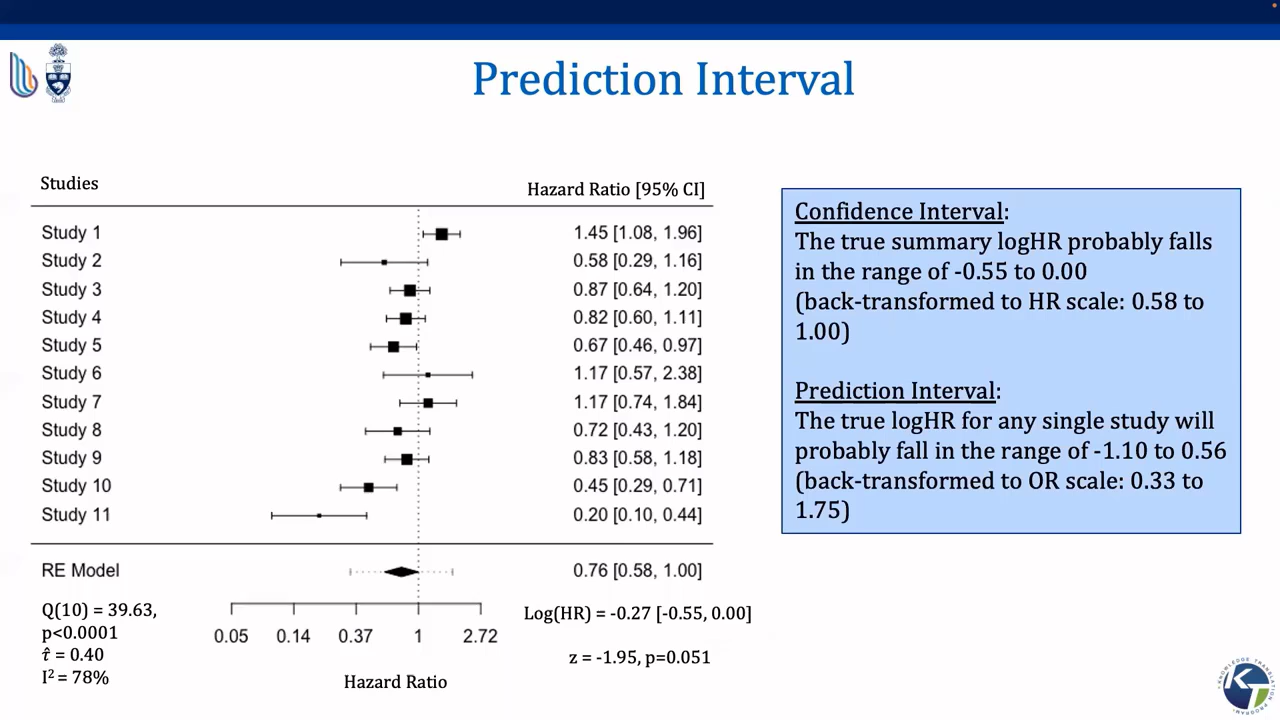 Prediction Interval
Studies
Hazard Ratio [95% CI]
Study 1 1.45 [1.08, 1.96]
Study 2 0.58 [0.29, 1.16]
Study 3 0.87 [0.64, 1.20]
Study 4 0.82 [0.60, 1.11]
Study 5 0.67 [0.46, 0.97]
Study 6 1.17 [0.57, 2.38]
Study 7 1.17 [0.74, 1.84]
Study 8 0.72 [0.43, 1.20]
Study 9 0.83 [0.58, 1.18]
Study 10 0.45 [0.29, 0.71]
Study 11 0.20 [0.10, 0.44]
RE Model 0.76 [0.58, 1.00]
Q(10) = 39.63,
p<0.0001
τ̂ = 0.40
I² = 78%
0.05 0.14 0.37 1 2.72
Hazard Ratio
Log(HR) = -0.27 [-0.55, 0.00]
z = -1.95, p=0.051
Confidence Interval:
The true summary logHR probably falls
in the range of -0.55 to 0.00
(back-transformed to HR scale: 0.58 to
1.00)
Prediction Interval:
The true logHR for any single study will
probably fall in the range of -1.10 to 0.56
(back-transformed to OR scale: 0.33 to
1.75)
KNOWLEDGE TRANSLATION PROGRAM
KT